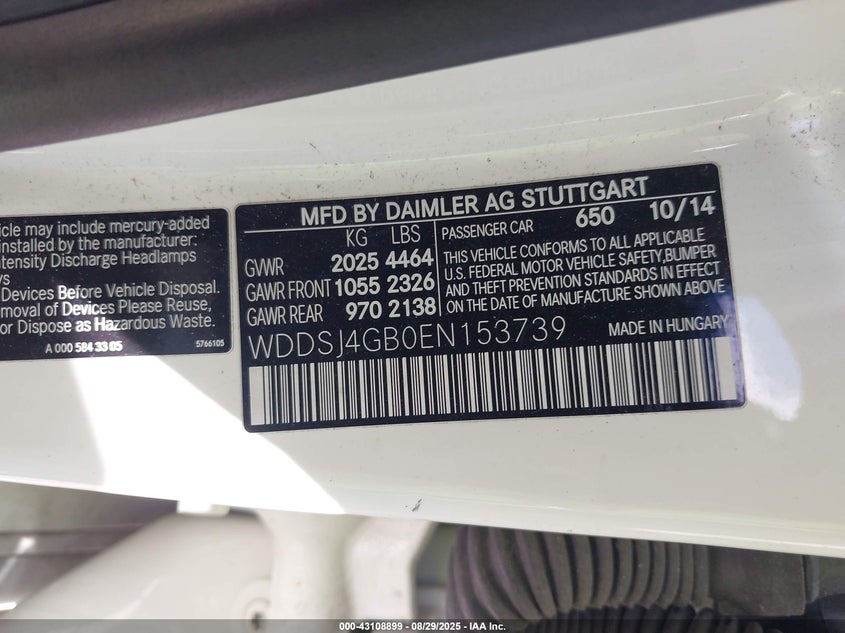 hicle may include mercury-added
installed by the manufacturer:
ntensity Discharge Headlamps
ys
Devices Before Vehicle Disposal.
moval of Devices Please Reuse,
or Dispose as Hazardous Waste.
A 000 584 33 05 5766105
MFD BY DAIMLER AG STUTTGART
KG LBS
GVWR 2025 4464
GAWR FRONT 1055 2326
GAWR REAR 970 2138
PASSENGER CAR 650 10/14
THIS VEHICLE CONFORMS TO ALL APPLICABLE
U.S. FEDERAL MOTOR VEHICLE SAFETY,BUMPER
AND THEFT PREVENTION STANDARDS IN EFFECT
ON THE DATE OF MANUFACTURE SHOWN ABOVE
WDDSJ4GB0EN153739 MADE IN HUNGARY
000-43108899 - 08/29/2025 - IAA Inc.